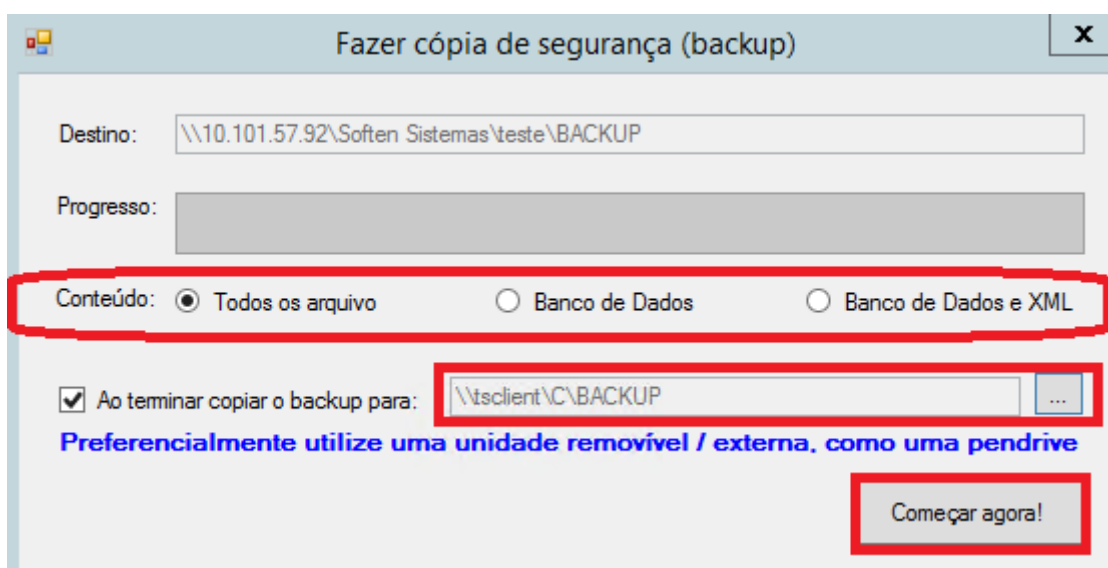 Fazer cópia de segurança (backup)
x
Destino: \\10.101.57.92\Soften Sistemas\teste\BACKUP
Progresso:
Conteúdo: Todos os arquivo Banco de Dados Banco de Dados e XML
Ao terminar copiar o backup para: \\tsclient\C\BACKUP ...
Preferencialmente utilize uma unidade removível / externa, como uma pendrive
Começar agora!